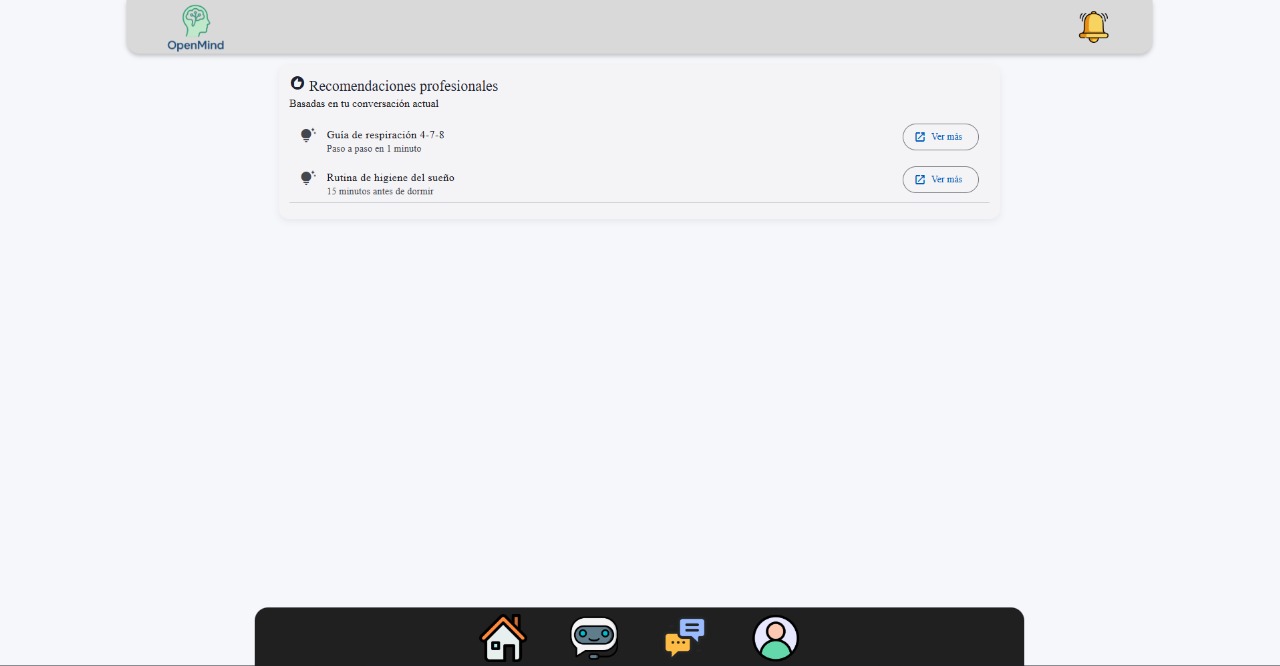 OpenMind
Recomendaciones profesionales
Basadas en tu conversación actual
Guía de respiración 4-7-8
Paso a paso en 1 minuto
Ver más
Rutina de higiene del sueño
15 minutos antes de dormir
Ver más